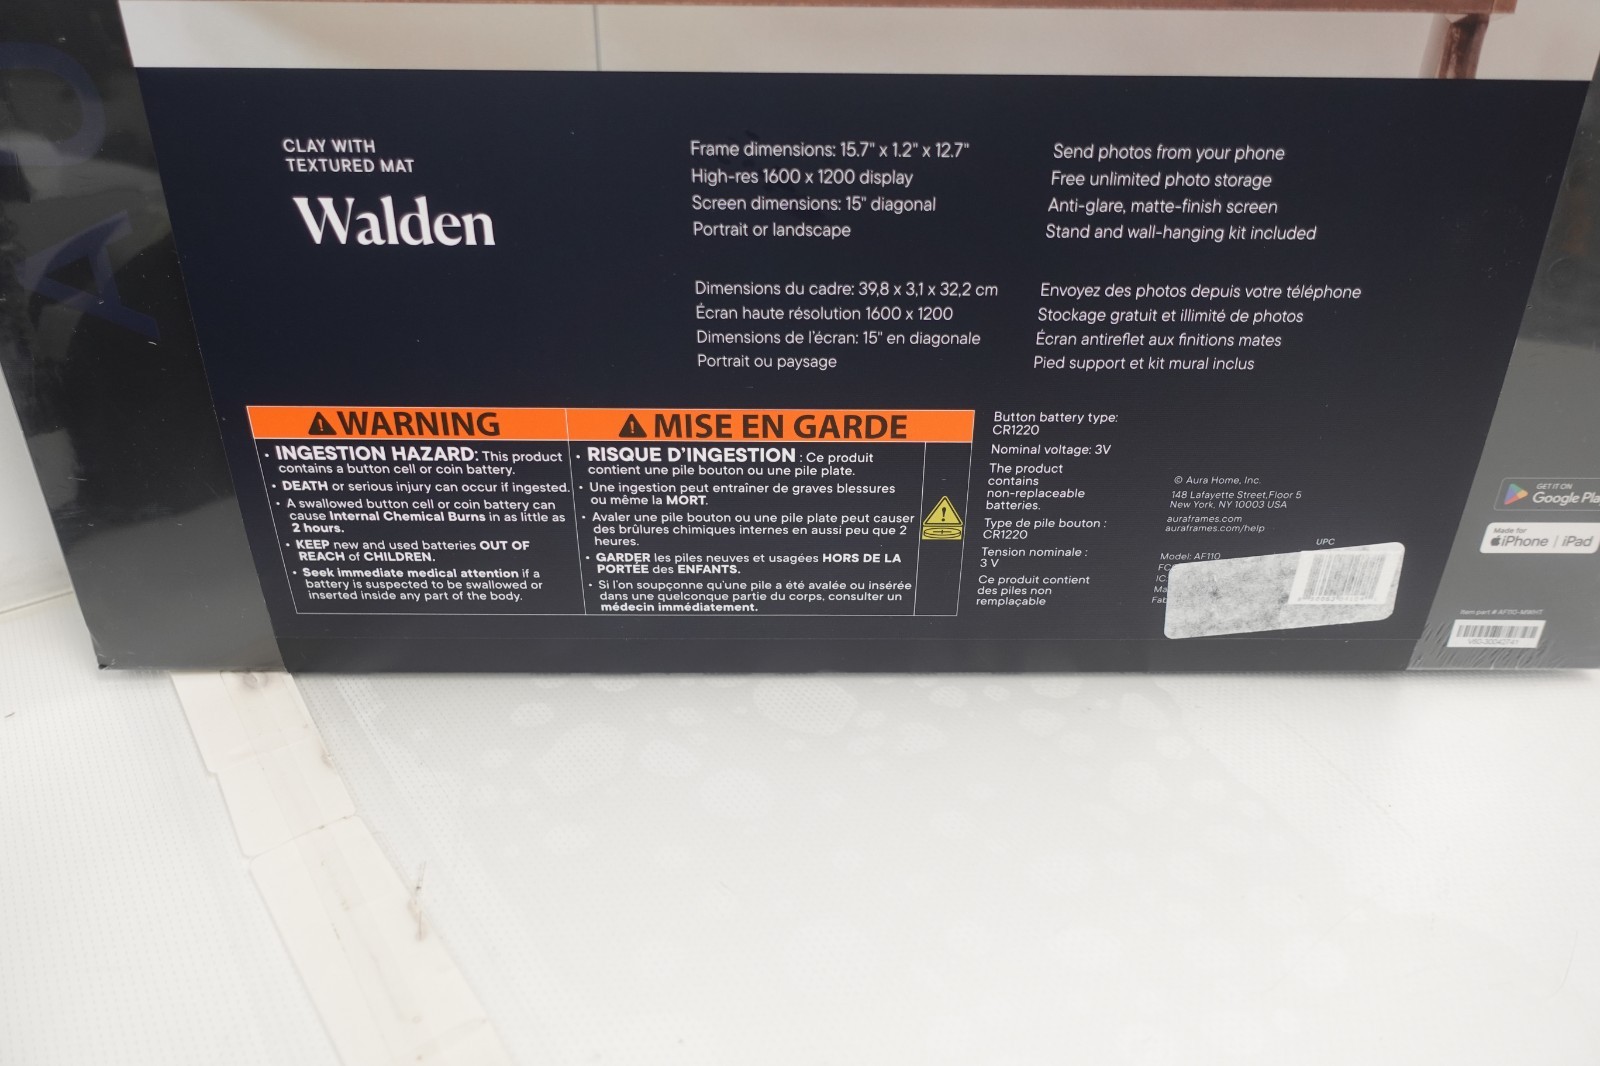 CLAY WITH
TEXTURED MAT
Walden
Frame dimensions: 15.7" x 1.2" x 12.7"
High-res 1600 x 1200 display
Screen dimensions: 15" diagonal
Portrait or landscape
Send photos from your phone
Free unlimited photo storage
Anti-glare, matte-finish screen
Stand and wall-hanging kit included
Dimensions du cadre: 39,8 x 3,1 x 32,2 cm
Écran haute résolution 1600 x 1200
Dimensions de l'écran: 15" en diagonale
Portrait ou paysage
Envoyez des photos depuis votre téléphone
Stockage gratuit et illimité de photos
Écran antireflet aux finitions mates
Pied support et kit mural inclus
WARNING
• INGESTION HAZARD: This product
contains a button cell or coin battery.
• DEATH or serious injury can occur if ingested.
• A swallowed button cell or coin battery can
cause Internal Chemical Burns in as little as
2 hours.
• KEEP new and used batteries OUT OF
REACH of CHILDREN.
• Seek immediate medical attention if a
battery is suspected to be swallowed or
inserted inside any part of the body.
MISE EN GARDE
• RISQUE D'INGESTION : Ce produit
contient une pile bouton ou une pile plate.
• Une ingestion peut entraîner de graves blessures
ou même la MORT.
• Avaler une pile bouton ou une pile plate peut causer
des brûlures chimiques internes en aussi peu que 2
heures.
• GARDER les piles neuves et usagées HORS DE LA
PORTÉE des ENFANTS.
• Si l'on soupçonne qu'une pile a été avalée ou insérée
dans une quelconque partie du corps, consulter un
médecin immédiatement.
Button battery type:
CR1220
Nominal voltage: 3V
The product
contains
non-replaceable
batteries.
Type de pile bouton :
CR1220
Tension nominale :
3 V
Ce produit contient
des piles non
remplaçable
© Aura Home, Inc.
148 Lafayette Street, Floor 5
New York, NY 10003 USA
auraframes.com
auraframes.com/help
Model: AF110
FC
IC
Ma
Fab
UPC
GET IT ON
Google Pla
Made for
iPhone | iPad